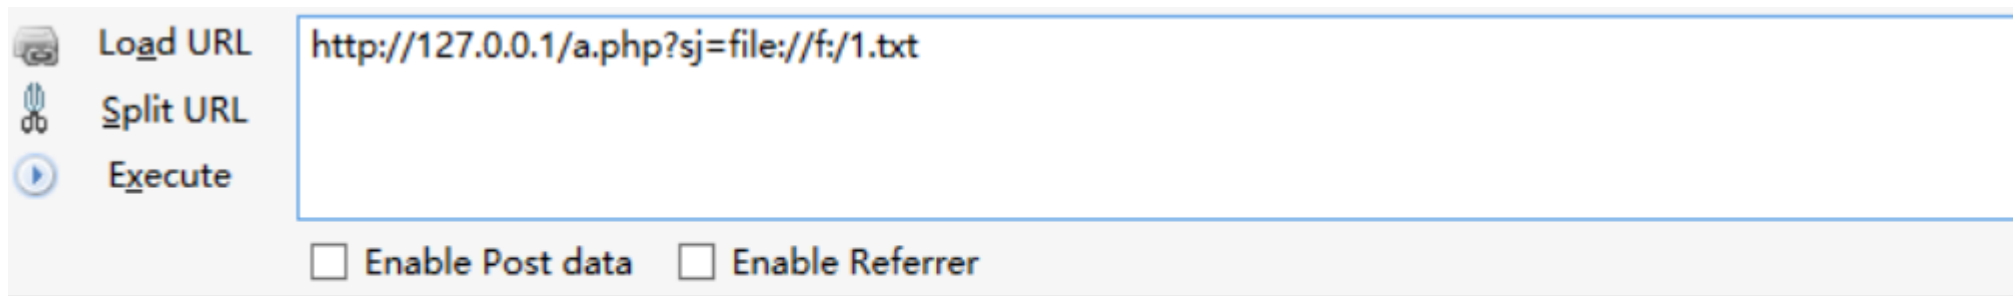 Load URL
http://127.0.0.1/a.php?sj=file://f:/1.txt
Split URL
Execute
Enable Post data
Enable Referrer